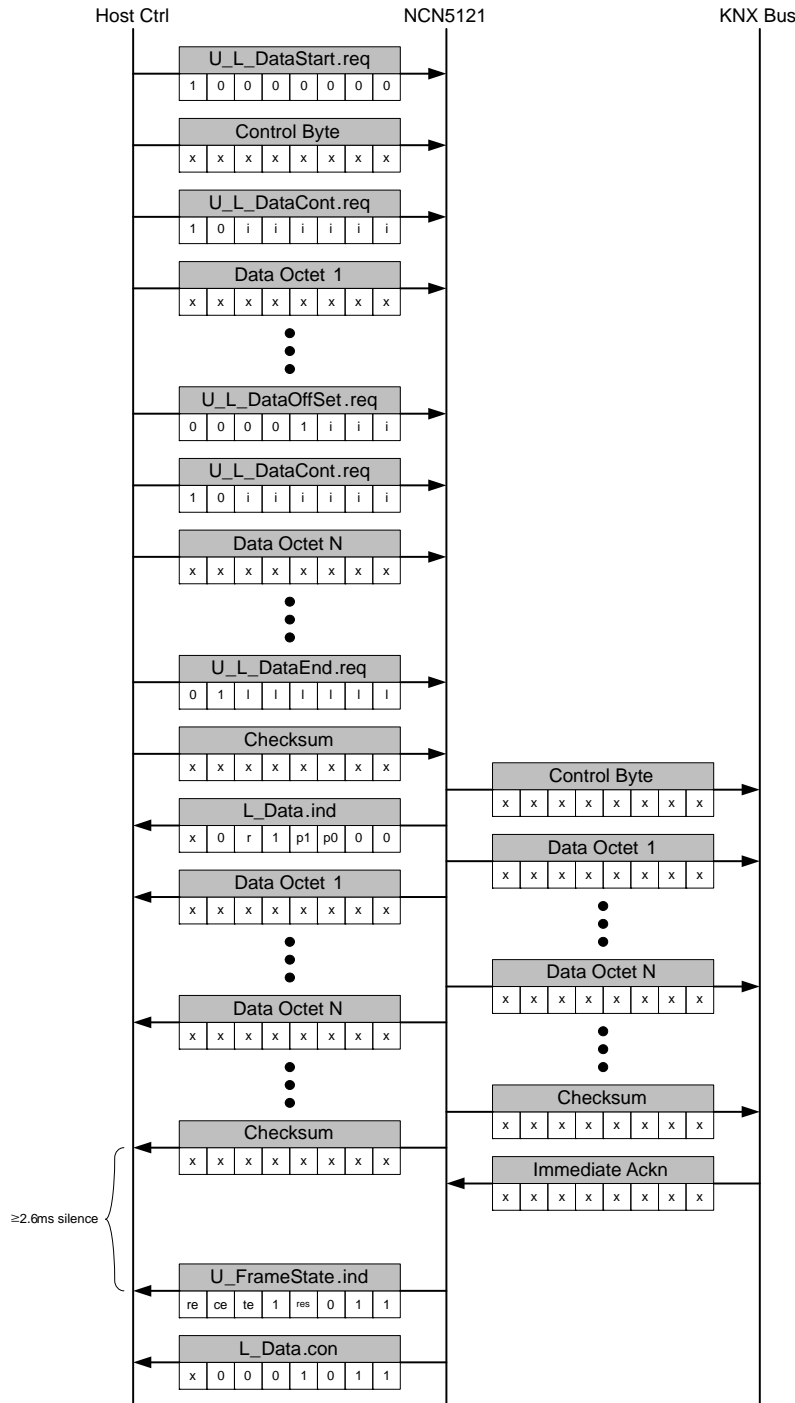 Host Ctrl NCN5121 KNX Bus
U_L_DataStart.req
1 0 0 0 0 0 0 0
Control Byte
x x x x x x x x
U_L_DataCont.req
1 0 i i i i i i
Data Octet 1
x x x x x x x x
U_L_DataOffSet.req
0 0 0 0 1 i i i
U_L_DataCont.req
1 0 i i i i i i
Data Octet N
x x x x x x x x
U_L_DataEnd.req
0 1 l l l l l l
Checksum
x x x x x x x x
Control Byte
x x x x x x x x
L_Data.ind
x 0 r 1 p1 p0 0 0
Data Octet 1
x x x x x x x x
Data Octet 1
x x x x x x x x
Data Octet N
x x x x x x x x
Data Octet N
x x x x x x x x
Checksum
x x x x x x x x
Checksum
x x x x x x x x
Immediate Ackn
x x x x x x x x
≥2.6ms silence
U_FrameState.ind
re ce te 1 res 0 1 1
L_Data.con
x 0 0 0 1 0 1 1